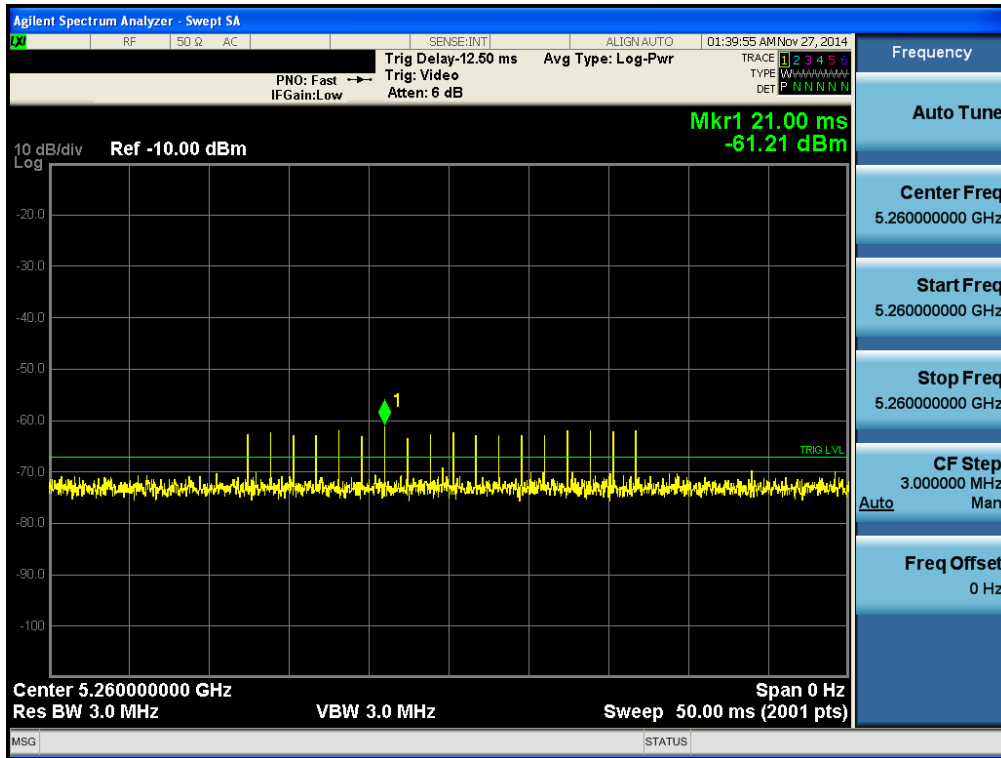 Agilent Spectrum Analyzer - Swept SA
LXI RF 50 Ω AC SENSE:INT ALIGN AUTO 01:39:55 AM Nov 27, 2014
Trig Delay-12.50 ms Avg Type: Log-Pwr TRACE 1 2 3 4 5 6
PNO: Fast Trig: Video TYPE W
IFGain:Low Atten: 6 dB DET P N N N N N
Mkr1 21.00 ms
-61.21 dBm
10 dB/div Ref -10.00 dBm
Log
-20.0
-30.0
-40.0
-50.0
1
-60.0
TRIG LVL
-70.0
-80.0
-90.0
-100
Center 5.260000000 GHz Span 0 Hz
Res BW 3.0 MHz VBW 3.0 MHz Sweep 50.00 ms (2001 pts)
MSG STATUS
Frequency
Auto Tune
Center Freq
5.260000000 GHz
Start Freq
5.260000000 GHz
Stop Freq
5.260000000 GHz
CF Step
3.000000 MHz
Auto Man
Freq Offset
0 Hz